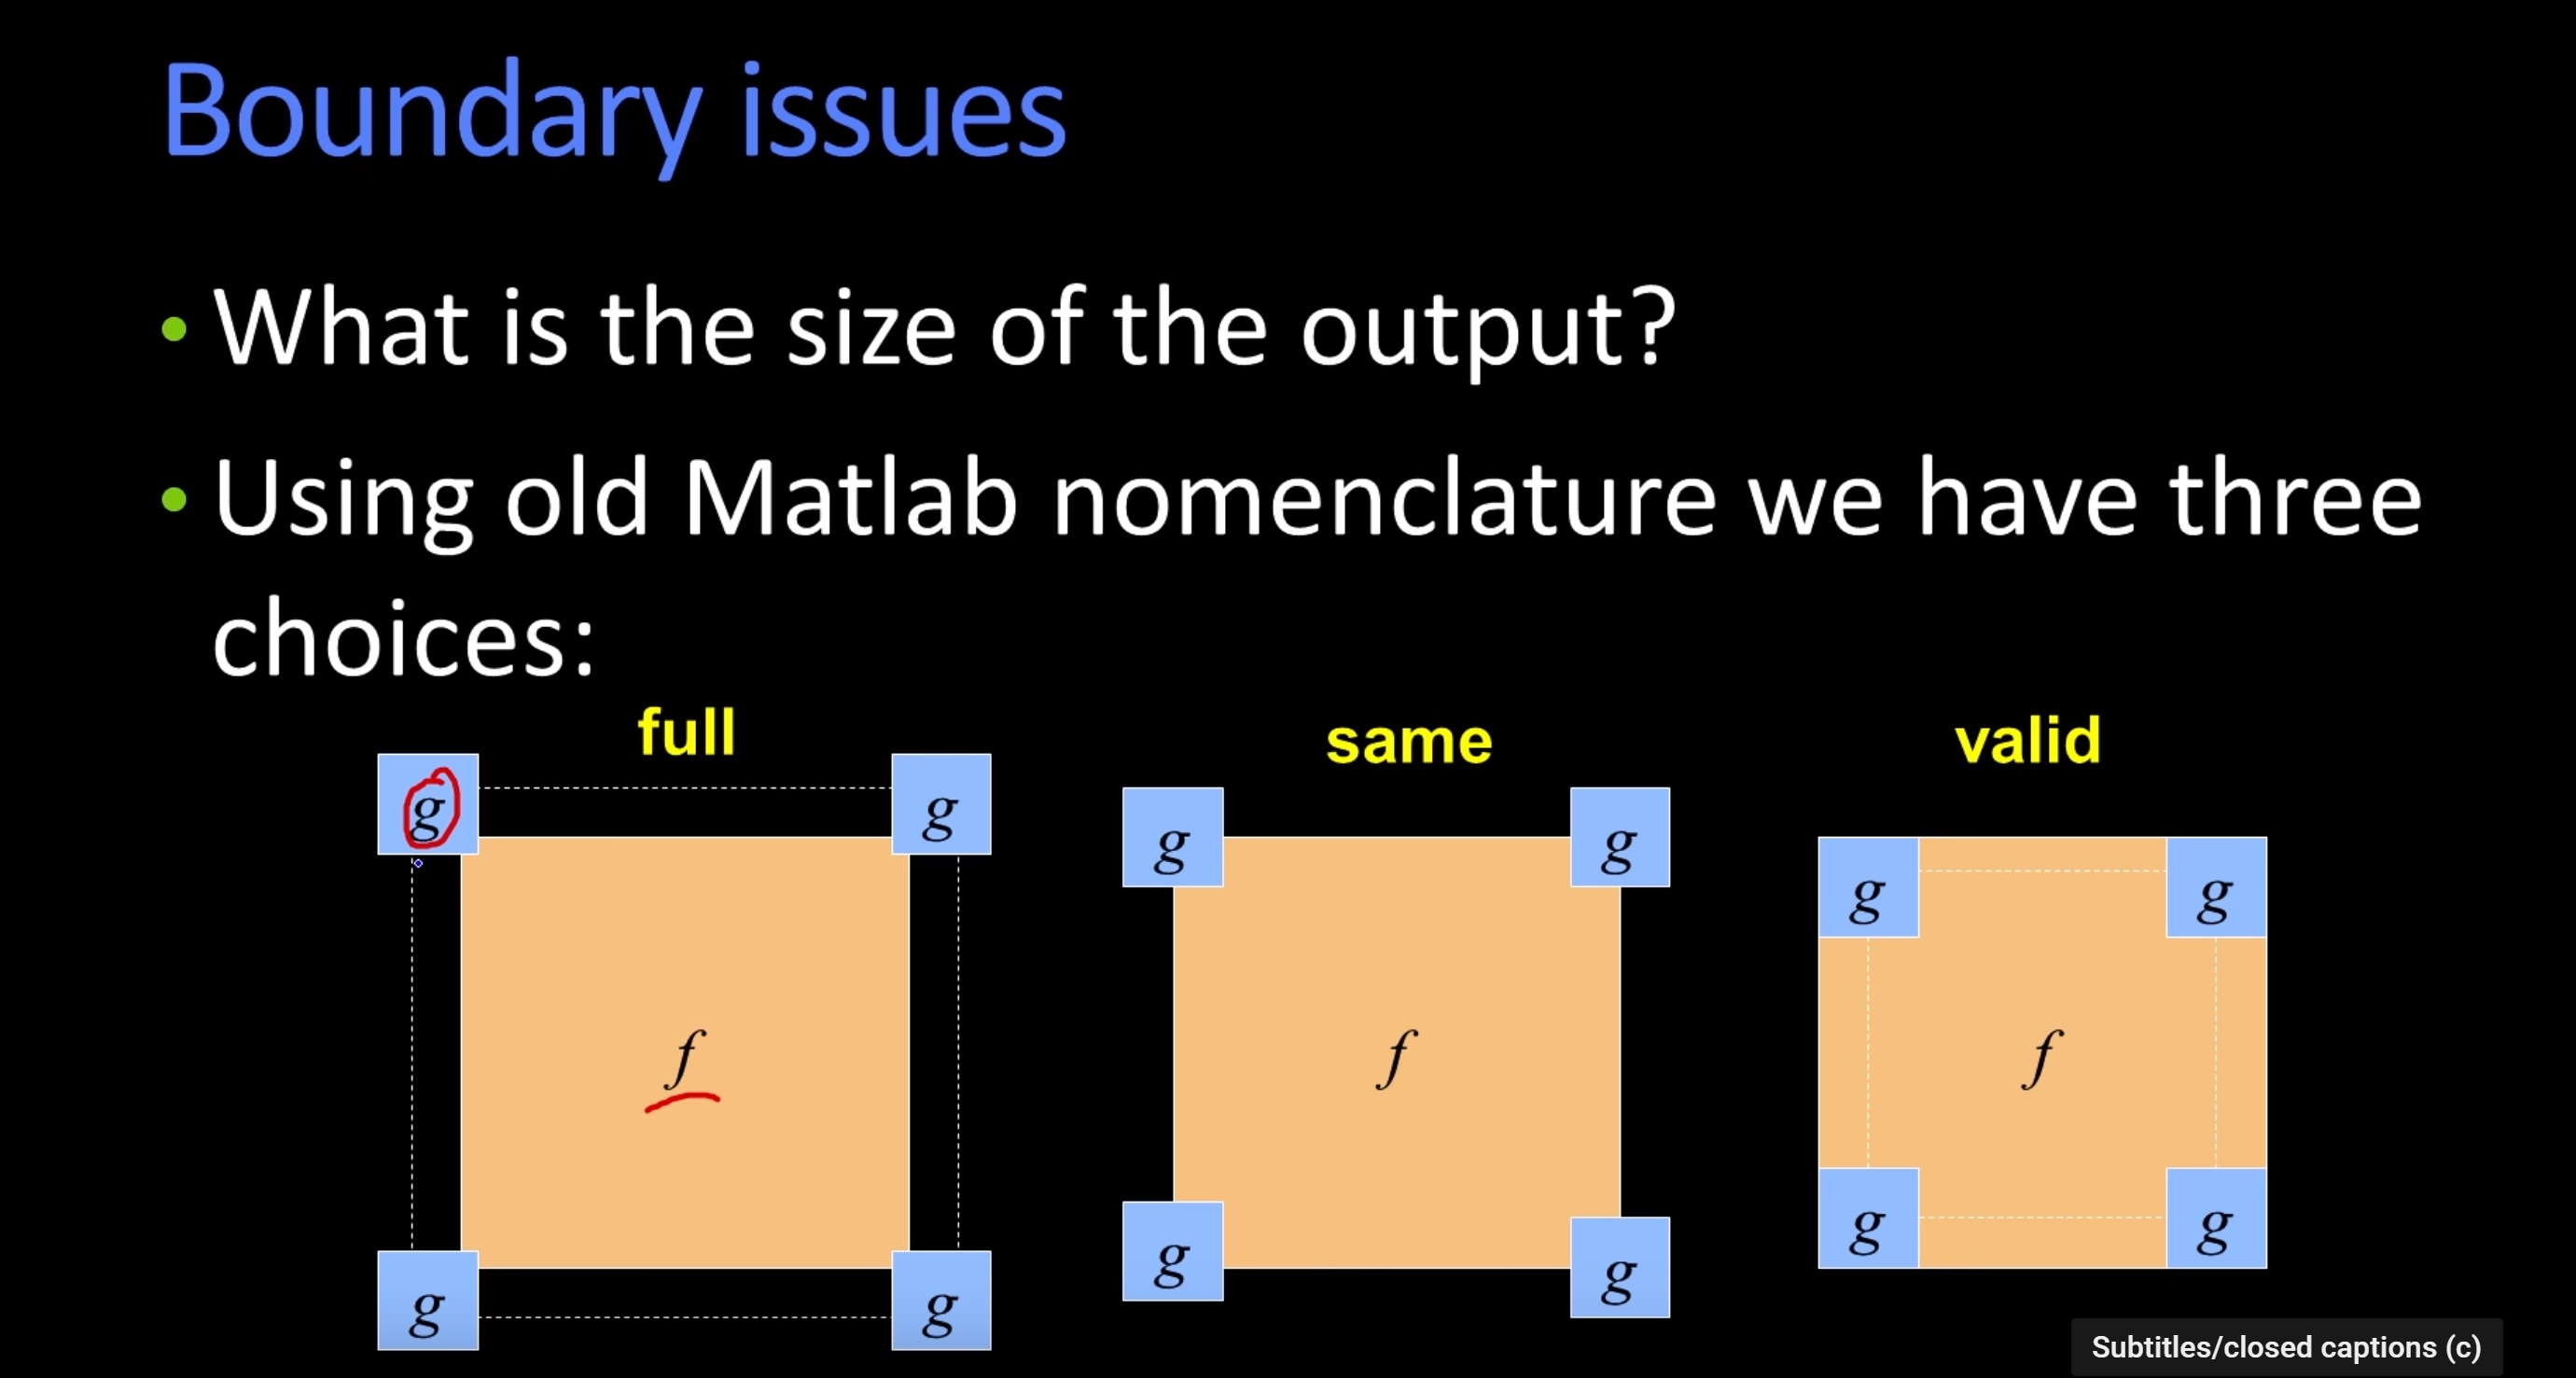 Boundary issues
• What is the size of the output?
• Using old Matlab nomenclature we have three
choices:
full
same
valid
g
g
g
g
g
g
f
f
f
g
g
g
g
g
g
Subtitles/closed captions (c)